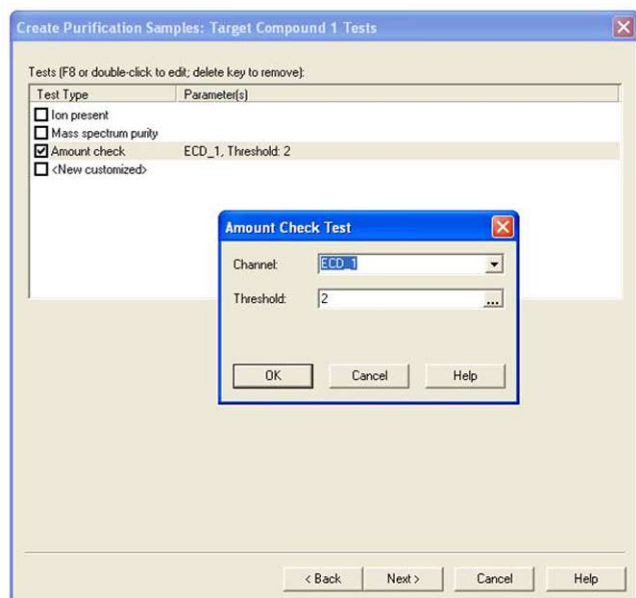 Create Purification Samples: Target Compound 1 Tests
Tests (F8 or double-click to edit; delete key to remove):
Test Type Parameter(s)
Ion present
Mass spectrum purity
Amount check ECD_1, Threshold: 2
<New customized>
Amount Check Test
Channel: ECD_1
Threshold: 2 ...
OK Cancel Help
< Back Next > Cancel Help